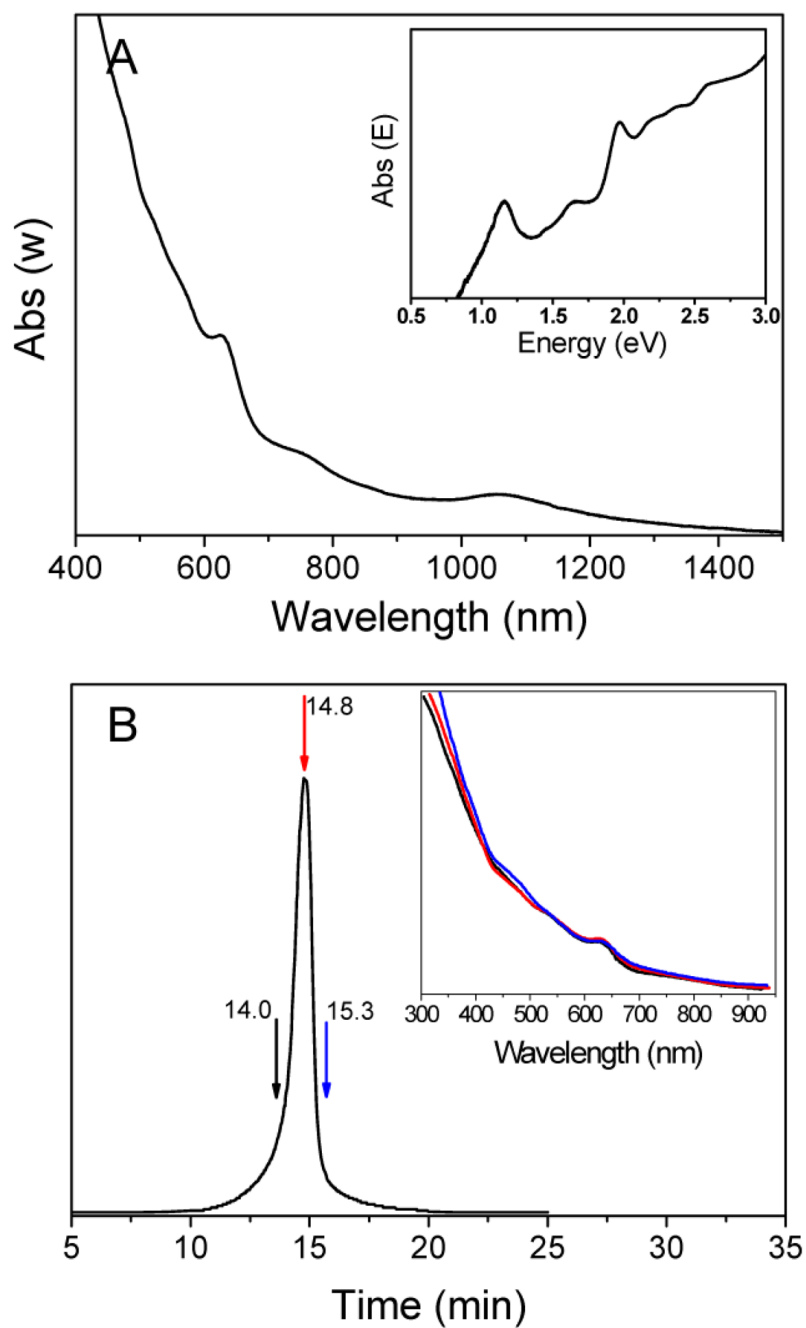 A
Abs (w)
Abs (E)
0.5 1.0 1.5 2.0 2.5 3.0
Energy (eV)
400 600 800 1000 1200 1400
Wavelength (nm)
B
14.8
14.0
15.3
300 400 500 600 700 800 900
Wavelength (nm)
5 10 15 20 25 30 35
Time (min)